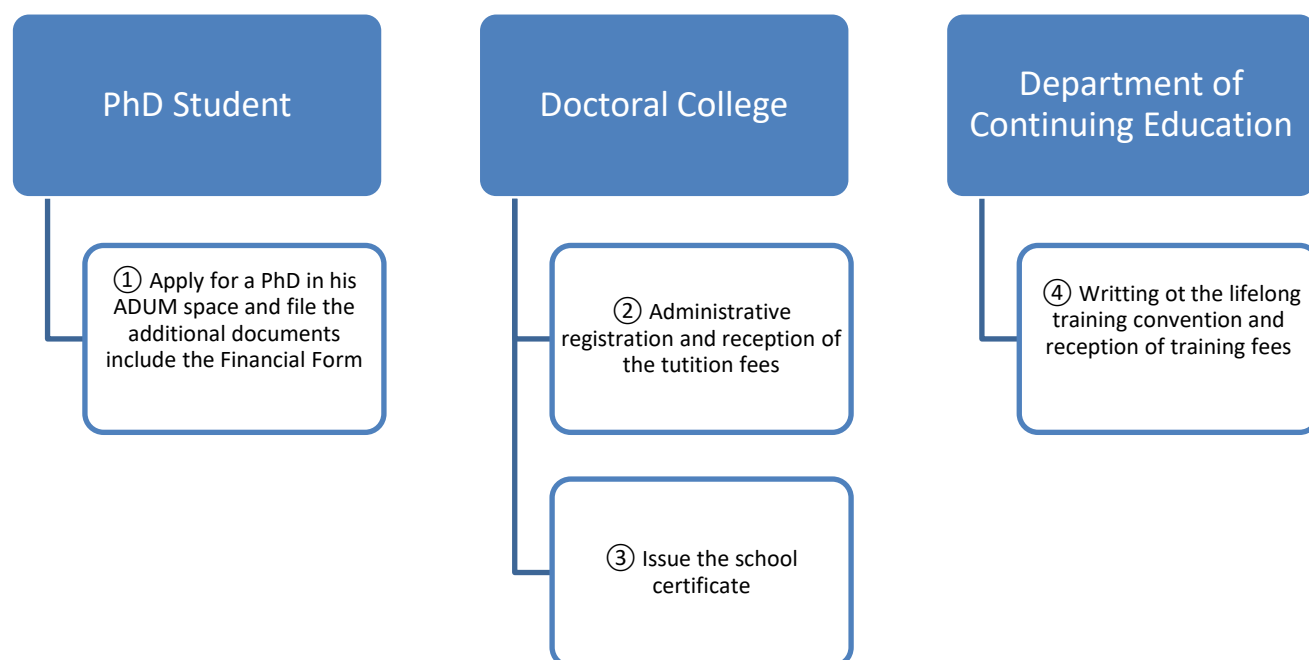 PhD Student
① Apply for a PhD in his
ADUM space and file the
additional documents
include the Financial Form
Doctoral College
② Administrative
registration and reception of
the tutition fees
③ Issue the school
certificate
Department of
Continuing Education
④ Writting ot the lifelong
training convention and
reception of training fees